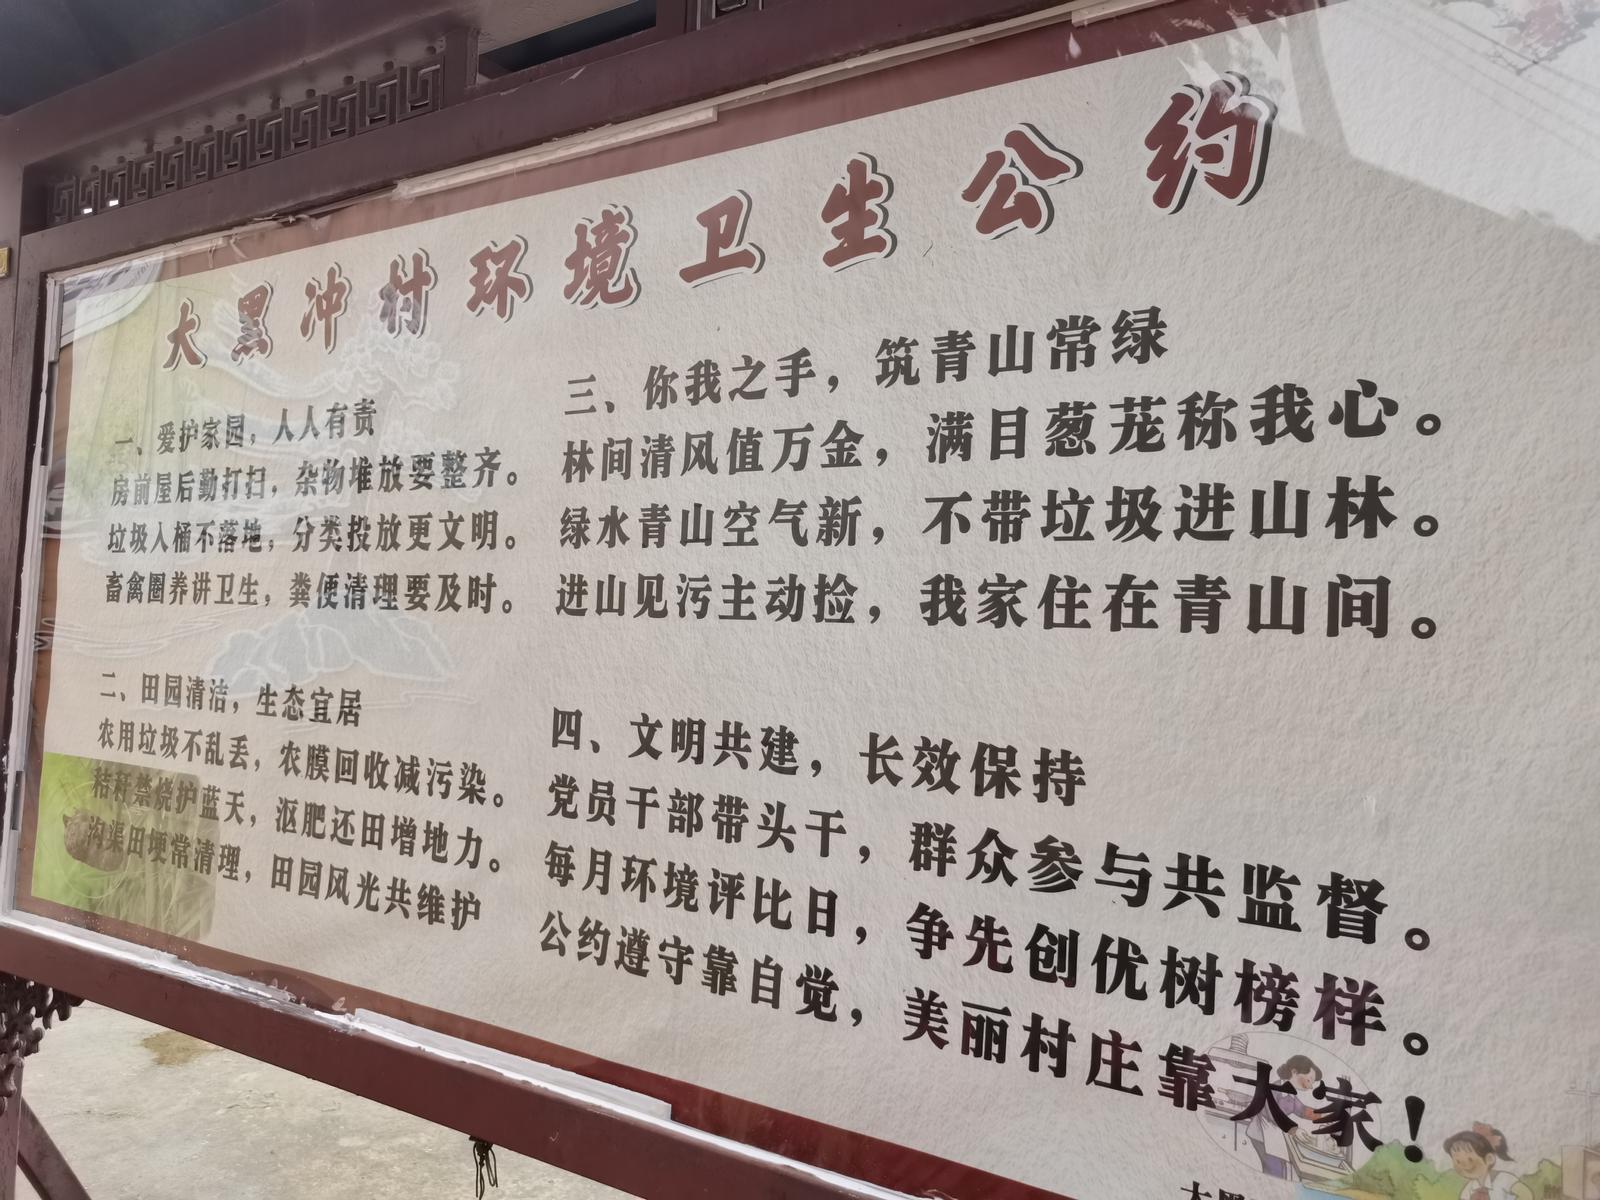 大黑冲村环境卫生公约
一、爱护家园，人人有责
房前屋后勤打扫，杂物堆放要整齐。
垃圾入桶不落地，分类投放更文明。
畜禽圈养讲卫生，粪便清理要及时。
二、田园清洁，生态宜居
农用垃圾不乱丢，农膜回收减污染。
秸秆禁烧护蓝天，沤肥还田增地力。
沟渠田埂常清理，田园风光共维护
三、你我之手，筑青山常绿
林间清风值万金，满目葱茏称我心。
绿水青山空气新，不带垃圾进山林。
进山见污主动捡，我家住在青山间。
四、文明共建，长效保持
党员干部带头干，群众参与共监督。
每月环境评比日，争先创优树榜样。
公约遵守靠自觉，美丽村庄靠大家！
大黑